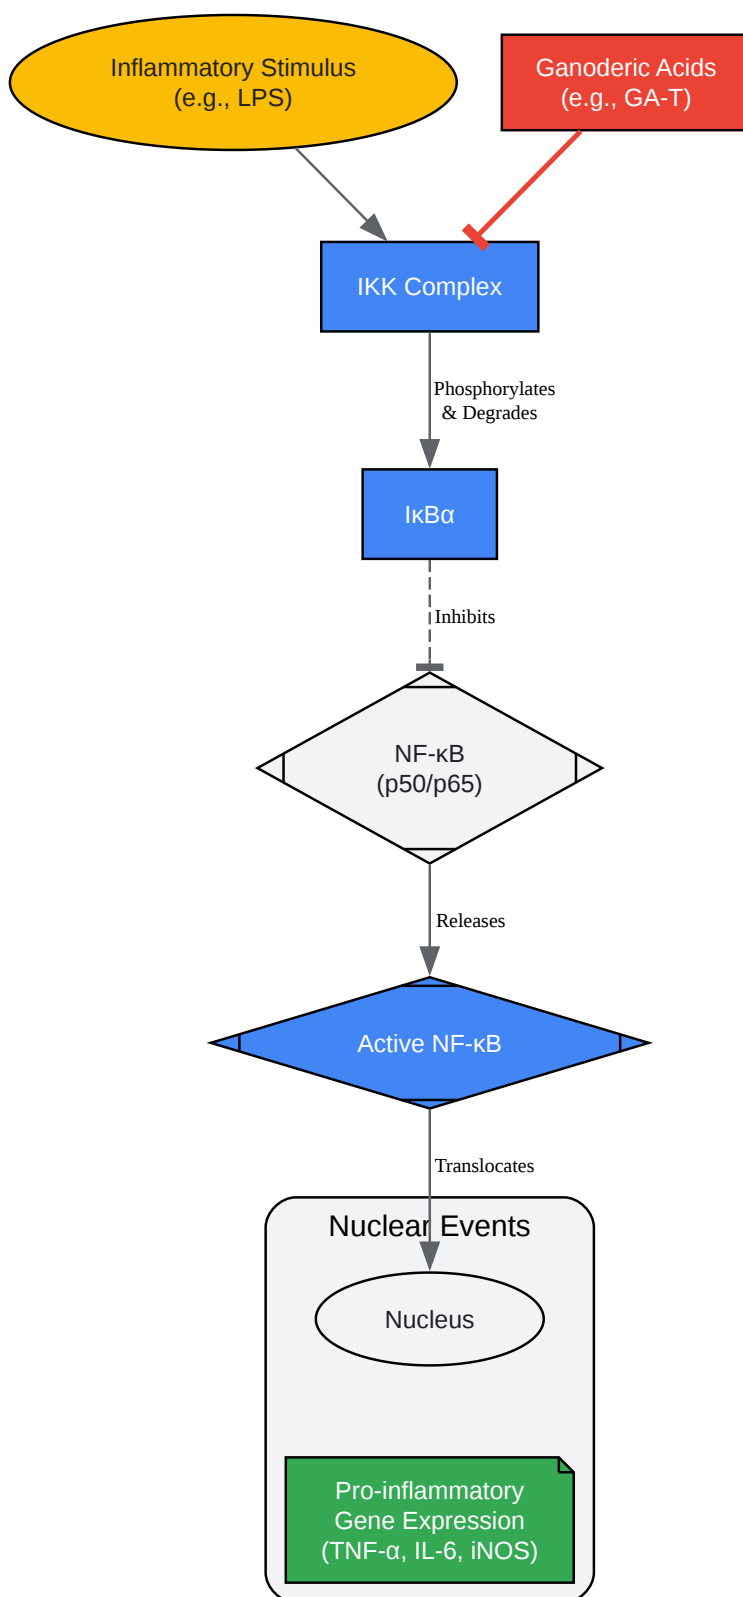 Inflammatory Stimulus
(e.g., LPS)
Ganoderic Acids
(e.g., GA-T)
IKK Complex
Phosphorylates
& Degrades
IκBα
Inhibits
NF-κB
(p50/p65)
Releases
Active NF-κB
Translocates
Nuclear Events
Nucleus
Pro-inflammatory
Gene Expression
(TNF-α, IL-6, iNOS)